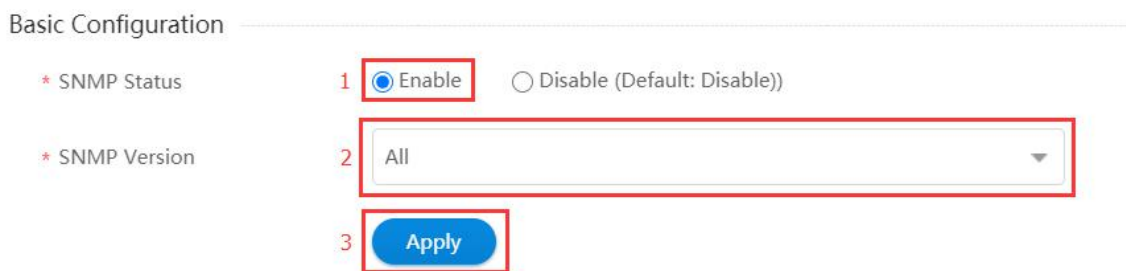 Basic Configuration
* SNMP Status 1 Enable Disable (Default: Disable))
* SNMP Version 2 All
3 Apply